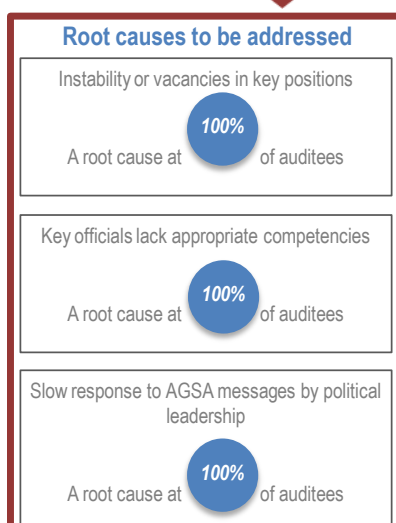 Root causes to be addressed
Instability or vacancies in key positions
100%
A root cause at of auditees
Key officials lack appropriate competencies
100%
A root cause at of auditees
Slow response to AGSA messages by political
leadership
100%
A root cause at of auditees